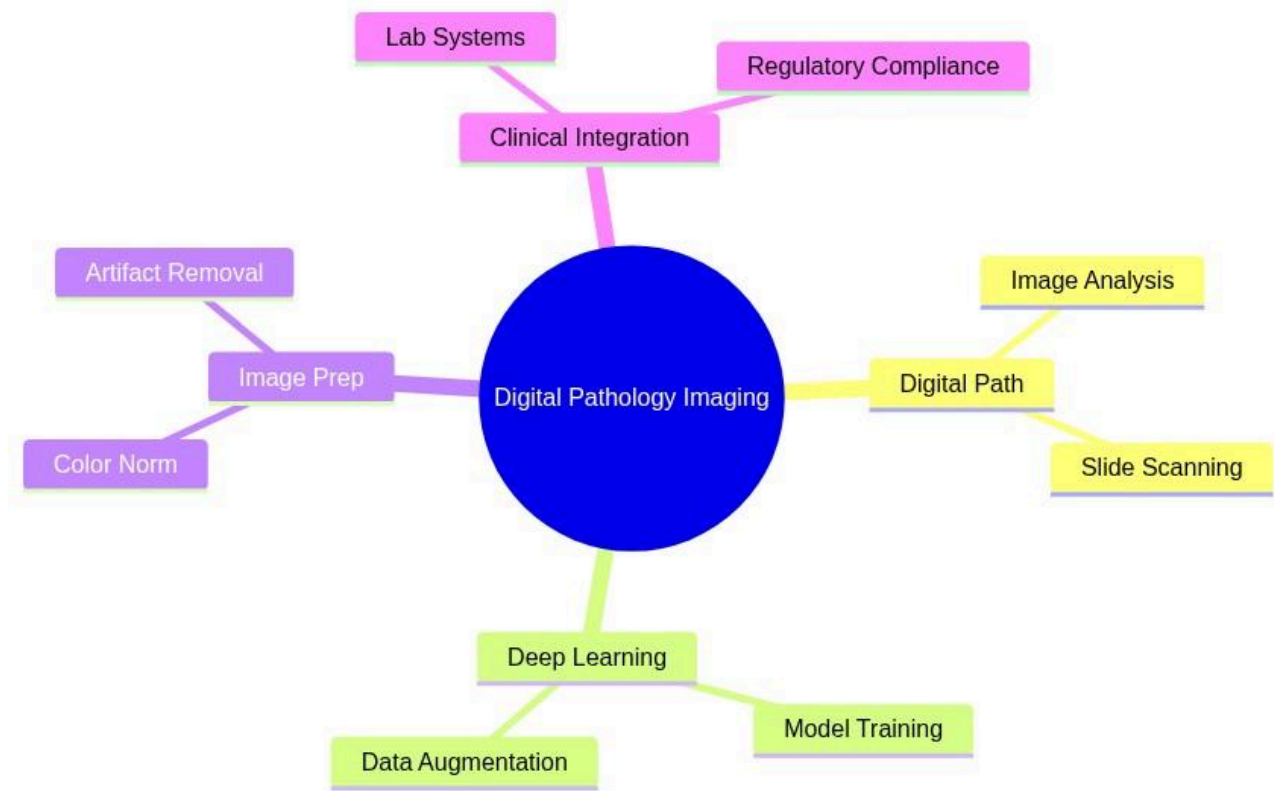 Lab Systems
Regulatory Compliance
Clinical Integration
Artifact Removal
Image Analysis
Image Prep
Digital Pathology Imaging
Digital Path
Color Norm
Slide Scanning
Deep Learning
Model Training
Data Augmentation